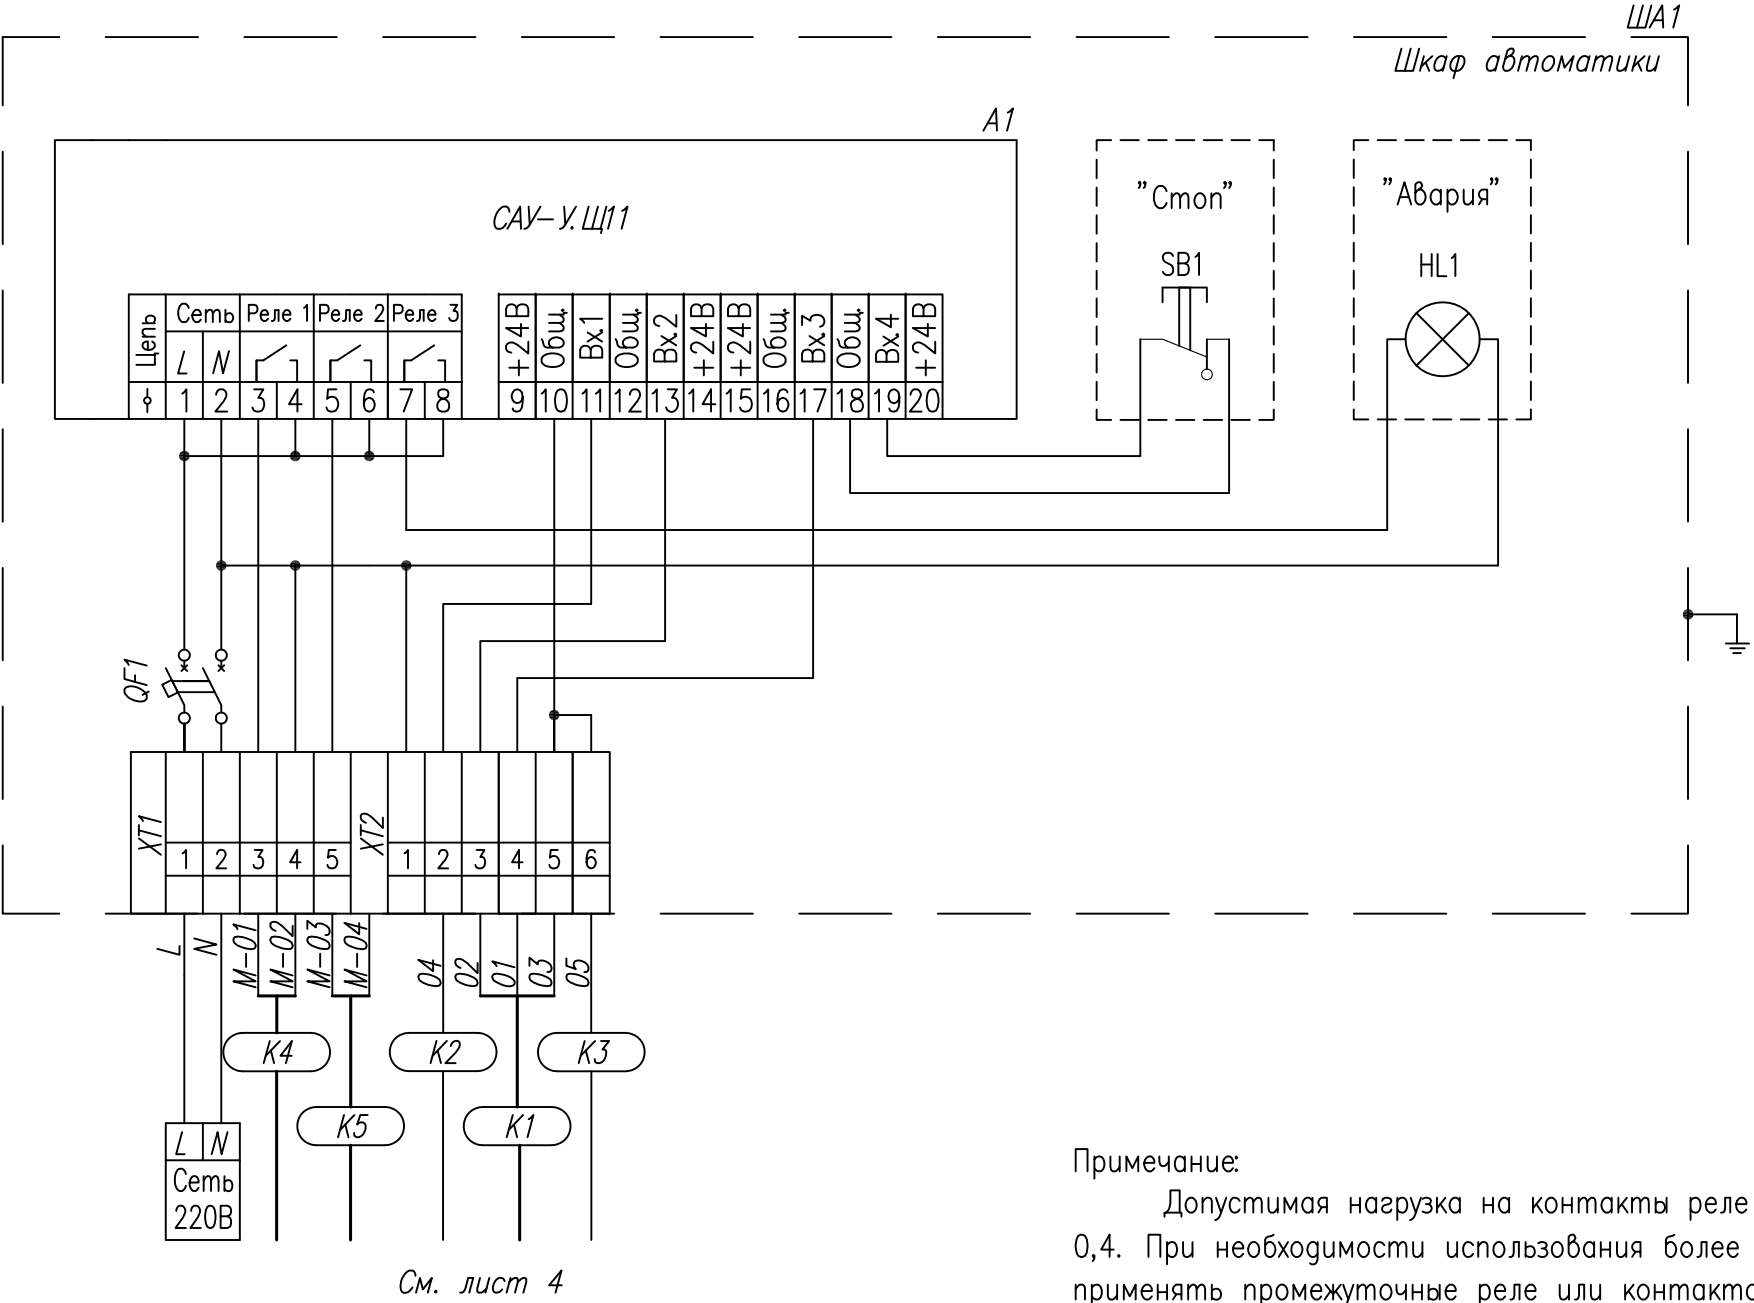 ША1
Шкаф автоматики
А1
САУ-У.Щ11
"Стоп"
SB1
"Авария"
HL1
Цепь
Сеть Реле 1 Реле 2 Реле 3
L N
+24В Общ. Вх.1 Общ. Вх.2 +24В +24В Общ. Вх.3 Общ. Вх.4 +24В
1 2 3 4 5 6 7 8 9 10 11 12 13 14 15 16 17 18 19 20
QF1
XT1 1 2 3 4 5 XT2 1 2 3 4 5 6
L N М-01 М-02 М-03 М-04 04 02 01 03 05
К4 К2 К3
К5 К1
L N
Сеть
220В
См. лист 4
Примечание:
Допустимая нагрузка на контакты реле
0,4. При необходимости использования более
применять промежуточные реле или